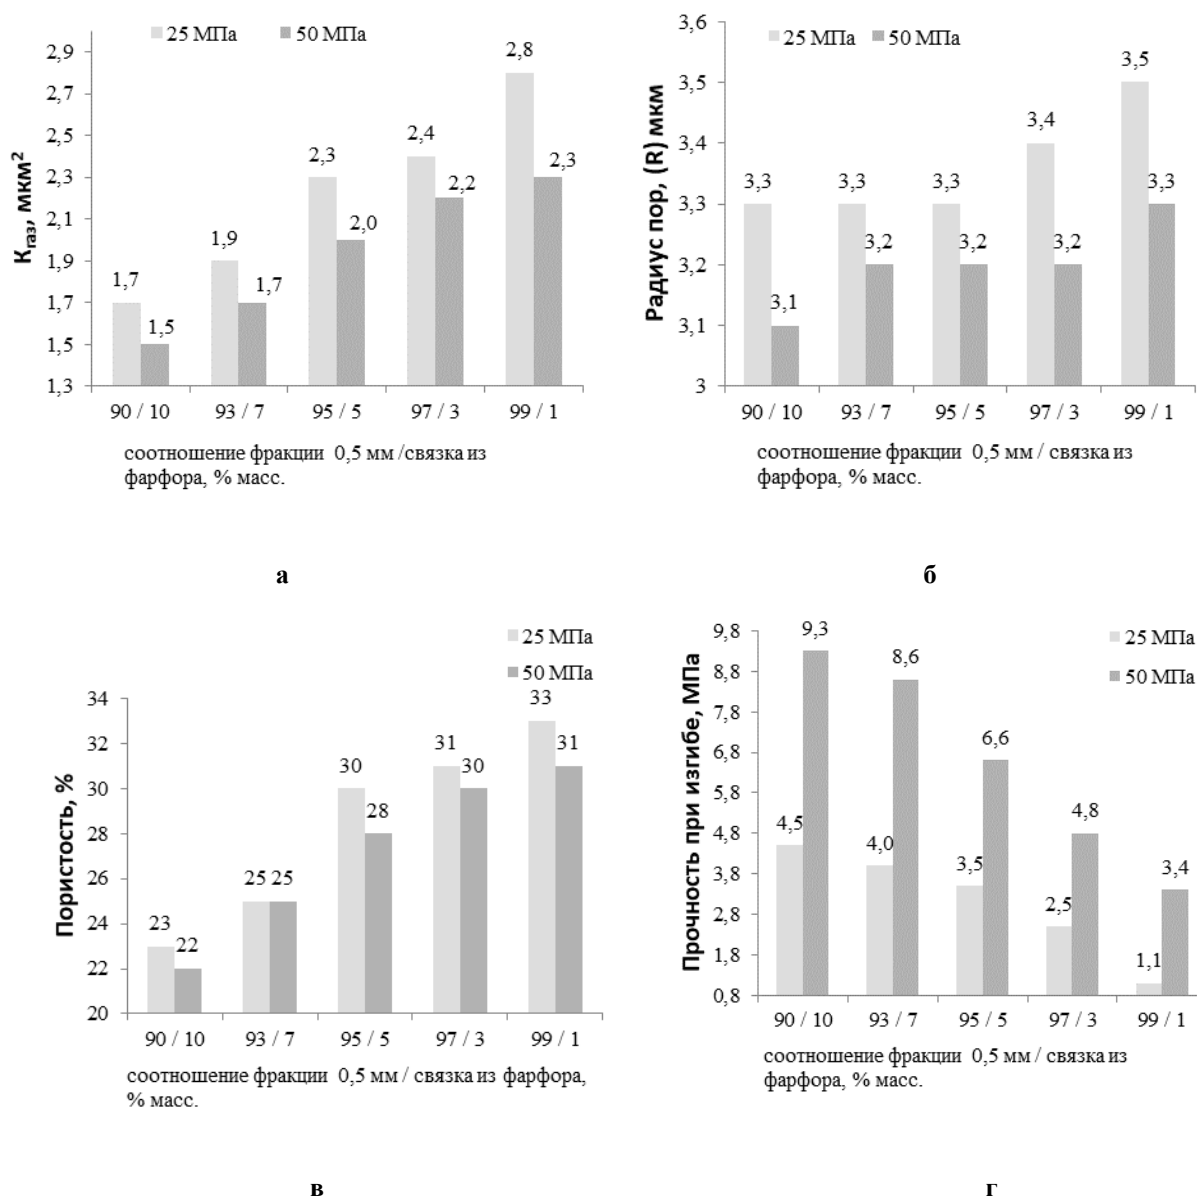 25 МПа 50 МПа
Kгаз, мкм²
2,9
2,7
2,5
2,3
2,1
1,9
1,7
1,5
1,3
1,7
1,5
1,9
1,7
2,3
2,0
2,4
2,2
2,8
2,3
90 / 10 93 / 7 95 / 5 97 / 3 99 / 1
соотношение фракции 0,5 мм /связка из
фарфора, % масс.
а
25 МПа 50 МПа
Радиус пор, (R) мкм
3,6
3,5
3,4
3,3
3,2
3,1
3
3,3
3,1
3,3
3,2
3,3
3,2
3,4
3,2
3,5
3,3
90 / 10 93 / 7 95 / 5 97 / 3 99 / 1
соотношение фракции 0,5 мм / связка из
фарфора, % масс.
б
25 МПа
50 МПа
Пористость, %
34
32
30
28
26
24
22
20
23
22
25
25
30
28
31
30
33
31
90 / 10 93 / 7 95 / 5 97 / 3 99 / 1
соотношение фракции 0,5 мм / связка из фарфора,
% масс.
в
25 МПа
50 МПа
Прочность при изгибе, МПа
9,8
8,8
7,8
6,8
5,8
4,8
3,8
2,8
1,8
0,8
4,5
9,3
4,0
8,6
3,5
6,6
2,5
4,8
1,1
3,4
90 / 10 93 / 7 95 / 5 97 / 3 99 / 1
соотношение фракции 0,5 мм / связка из
фарфора, % масс.
г